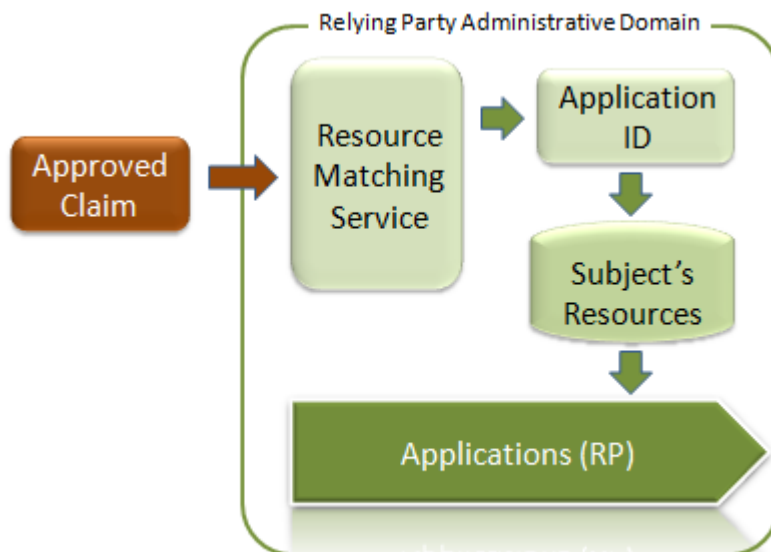 Relying Party Administrative Domain
Approved
Claim
Resource
Matching
Service
Application
ID
Subject’s
Resources
Applications (RP)